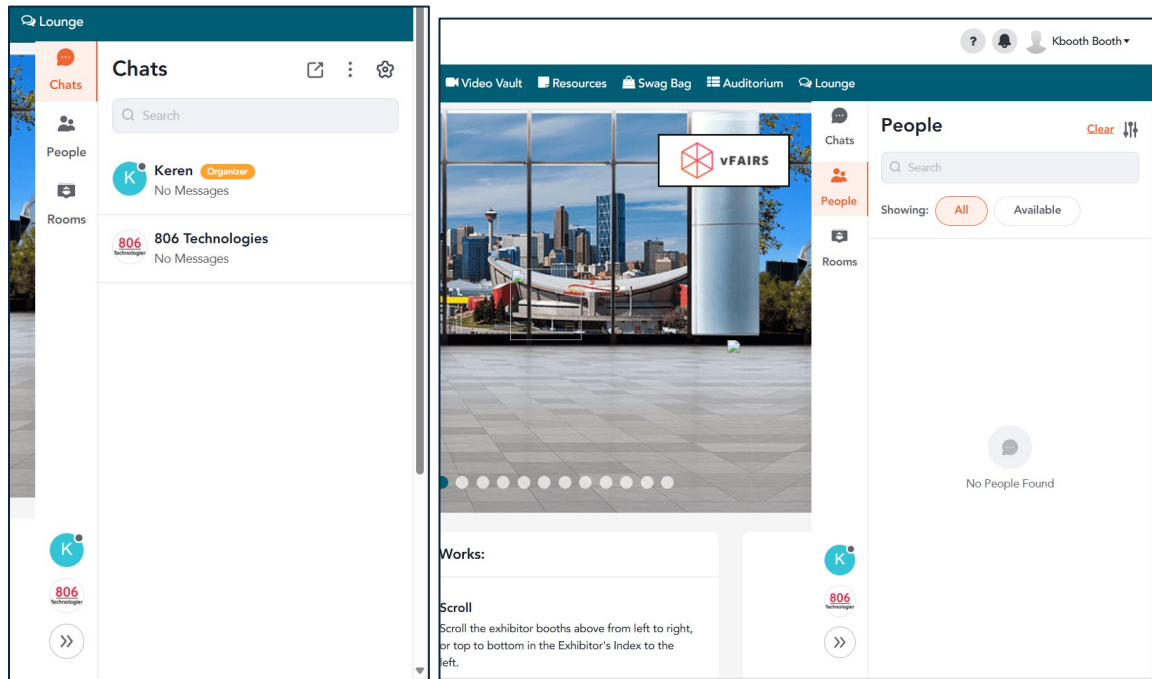 Lounge
Chats
Chats
Search
People
Keren Organizer
No Messages
Rooms
806
Technologies
806 Technologies
No Messages
K
K
806
Technologies
? Kbooth Booth
Video Vault Resources Swag Bag Auditorium Lounge
vFAIRS
Chats
People Clear
Search
People
Showing: All Available
Rooms
No People Found
Works:
Scroll
Scroll the exhibitor booths above from left to right,
or top to bottom in the Exhibitor's Index to the
left.
K
806
Technologies